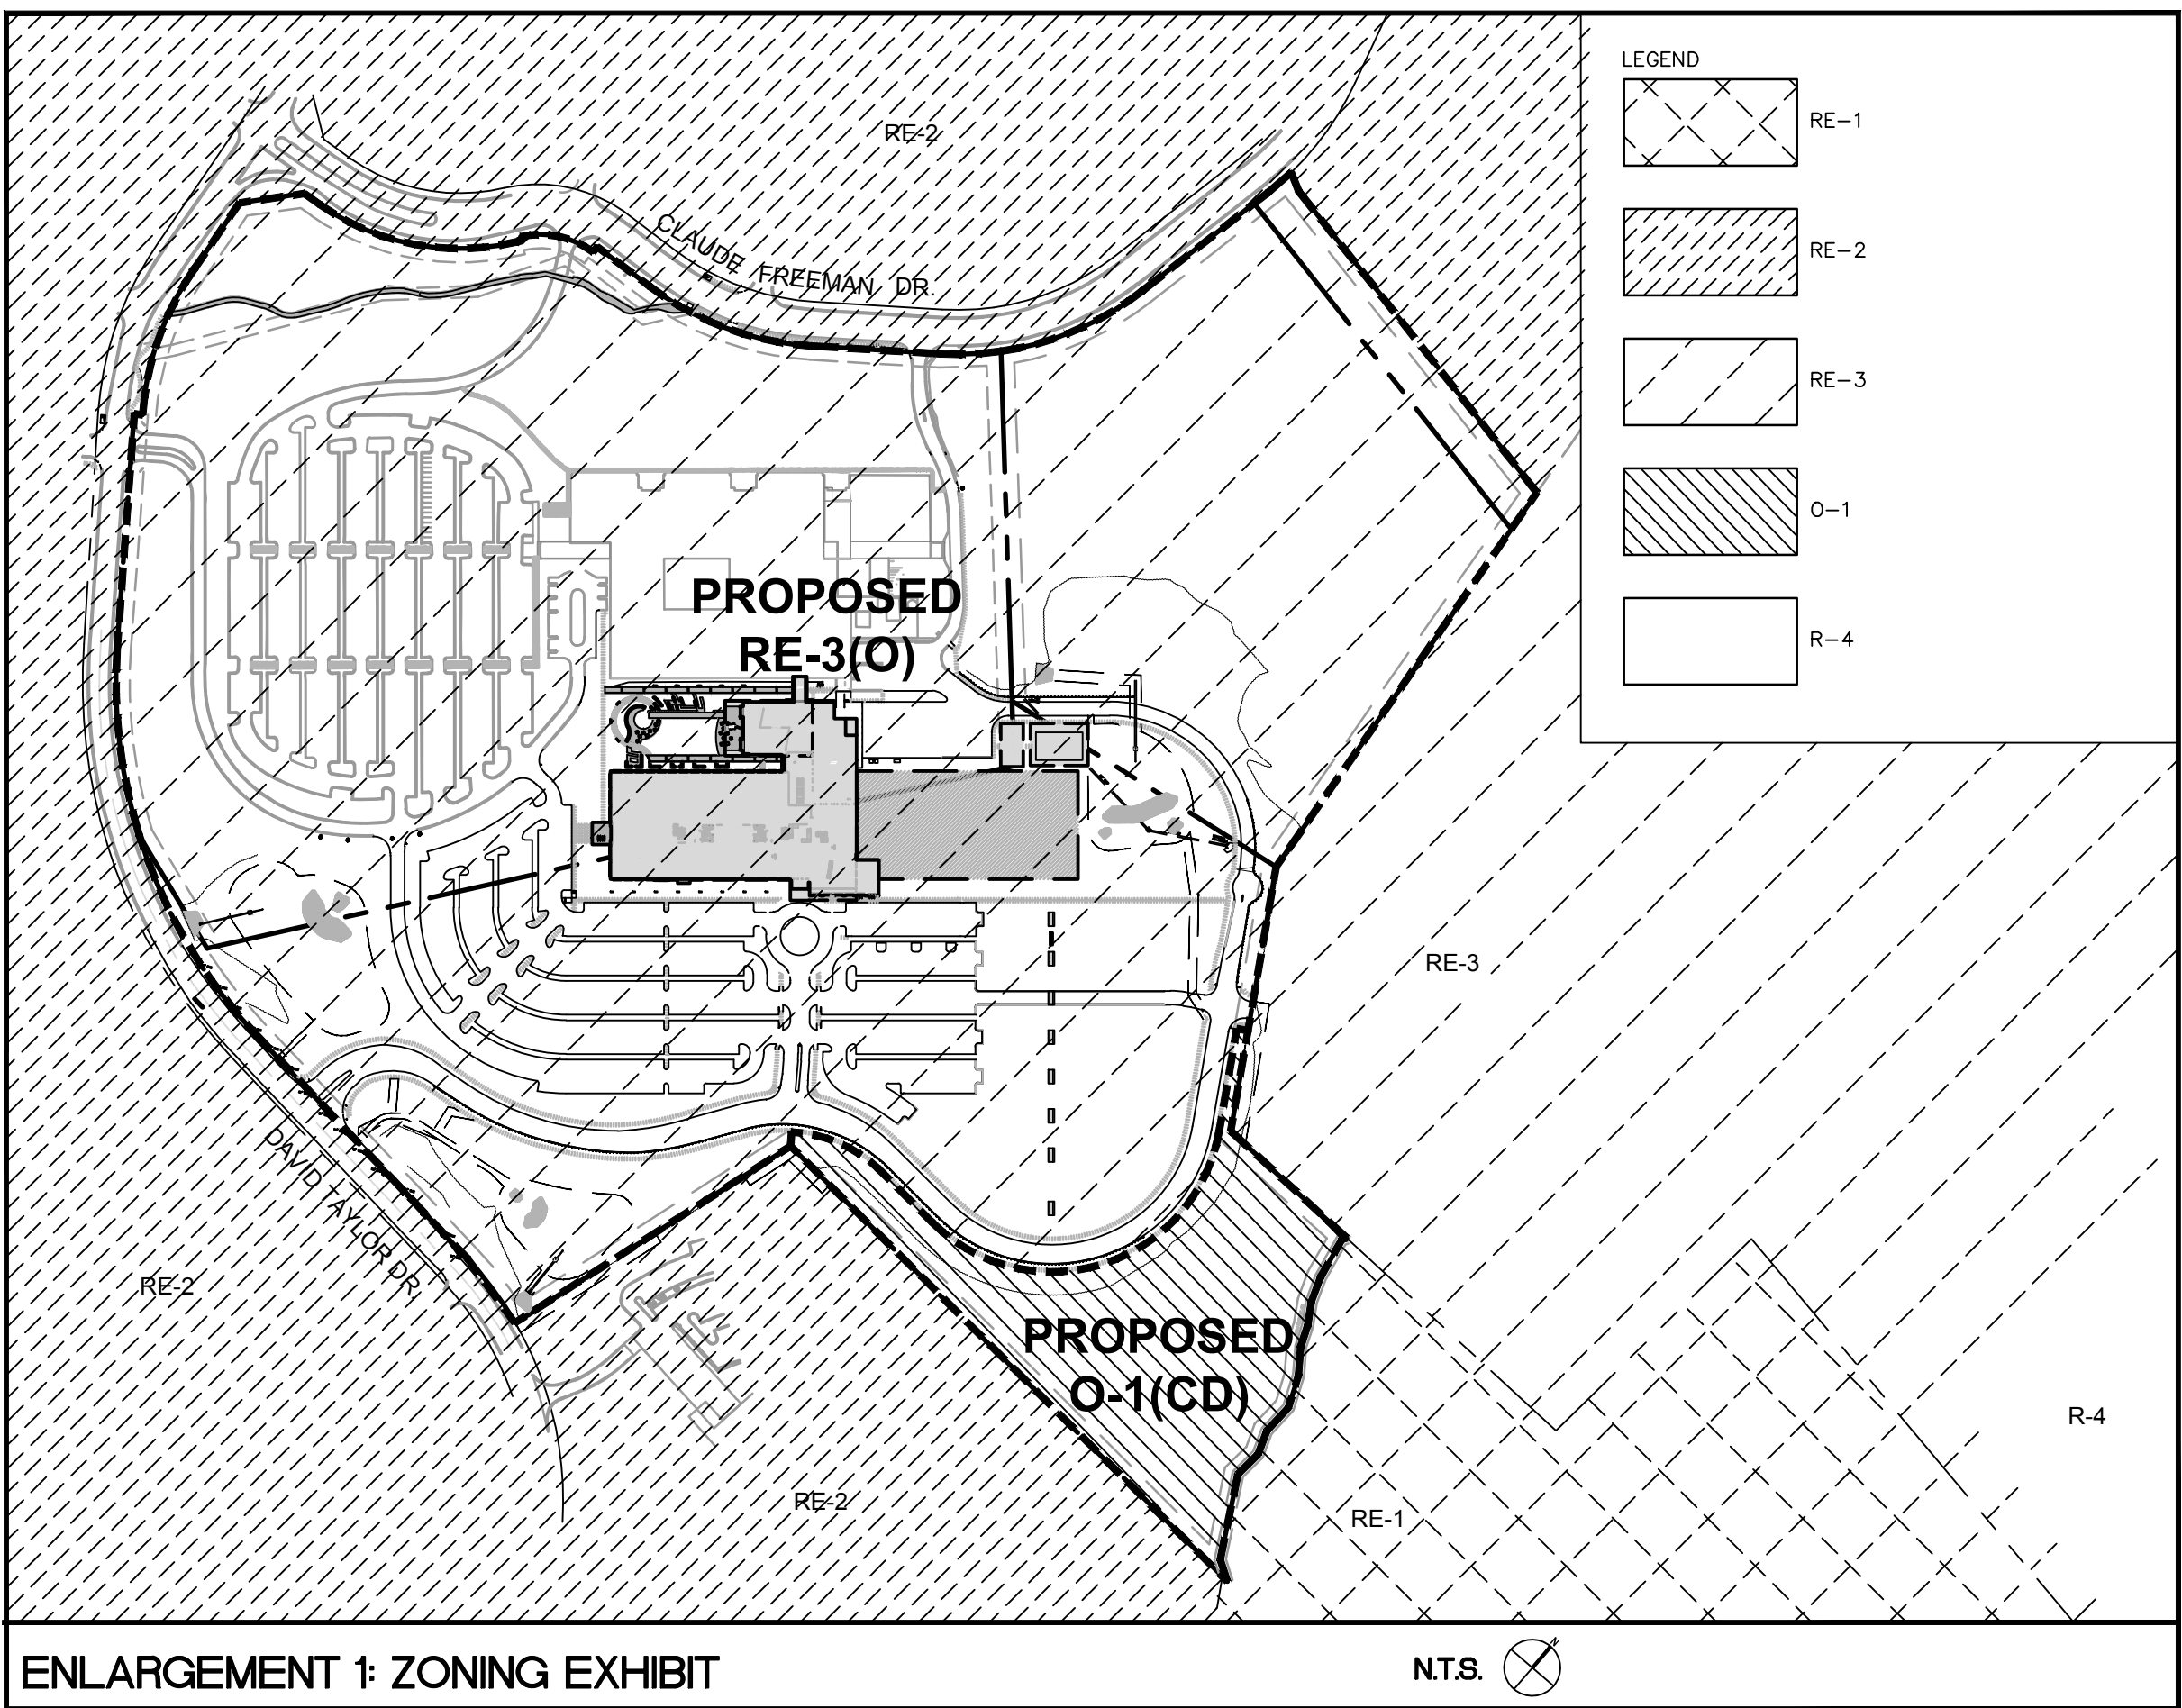 LEGEND
RE-1
RE-2
RE-3
O-1
R-4
RE-2
CLAUDE FREEMAN DR.
PROPOSED
RE-3(O)
RE-3
DAVID TAYLOR DR.
RE-2
PROPOSED
O-1(CD)
R-4
RE-2
RE-1
ENLARGEMENT 1: ZONING EXHIBIT
N.T.S.
N